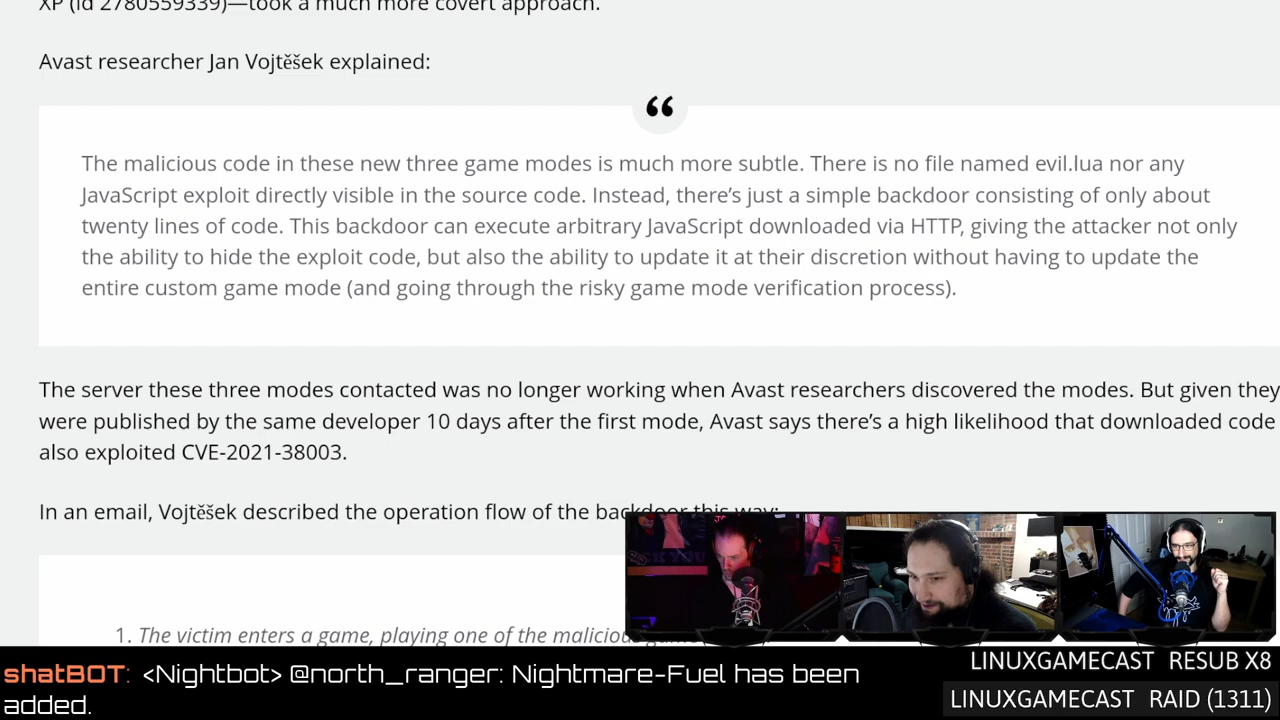 XP (id 2780559339)—took a much more covert approach.
Avast researcher Jan Vojtěšek explained:
“
The malicious code in these new three game modes is much more subtle. There is no file named evil.lua nor any
JavaScript exploit directly visible in the source code. Instead, there’s just a simple backdoor consisting of only about
twenty lines of code. This backdoor can execute arbitrary JavaScript downloaded via HTTP, giving the attacker not only
the ability to hide the exploit code, but also the ability to update it at their discretion without having to update the
entire custom game mode (and going through the risky game mode verification process).
The server these three modes contacted was no longer working when Avast researchers discovered the modes. But given they
were published by the same developer 10 days after the first mode, Avast says there’s a high likelihood that downloaded code
also exploited CVE-2021-38003.
In an email, Vojtěšek described the operation flow of the backdoor this way:
1. The victim enters a game, playing one of the malicious
shatBOT: <Nightbot> @north_ranger: Nightmare-Fuel has been
added.
LINUXGAMECAST RESUB X8
LINUXGAMECAST RAID (1311)